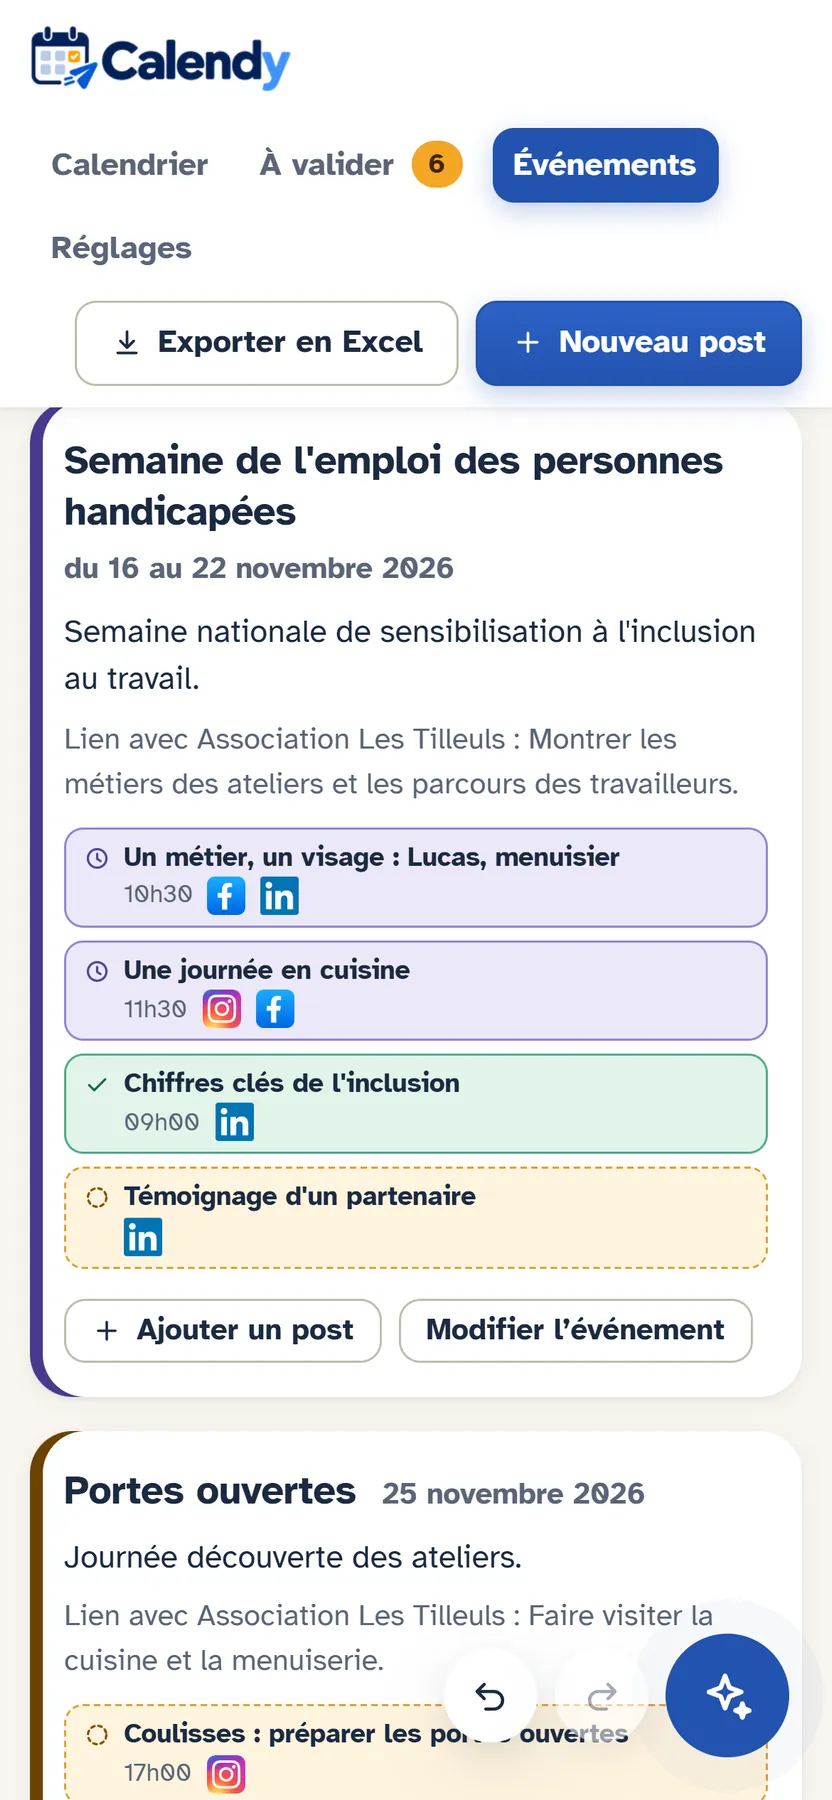 Calendy
Calendrier À valider 6 Événements
Réglages
Exporter en Excel + Nouveau post
Semaine de l'emploi des personnes
handicapées
du 16 au 22 novembre 2026
Semaine nationale de sensibilisation à l'inclusion
au travail.
Lien avec Association Les Tilleuls : Montrer les
métiers des ateliers et les parcours des travailleurs.
Un métier, un visage : Lucas, menuisier
10h30
Une journée en cuisine
11h30
Chiffres clés de l'inclusion
09h00
Témoignage d'un partenaire
+ Ajouter un post Modifier l’événement
Portes ouvertes 25 novembre 2026
Journée découverte des ateliers.
Lien avec Association Les Tilleuls : Faire visiter la
cuisine et la menuiserie.
Coulisses : préparer les portes ouvertes
17h00